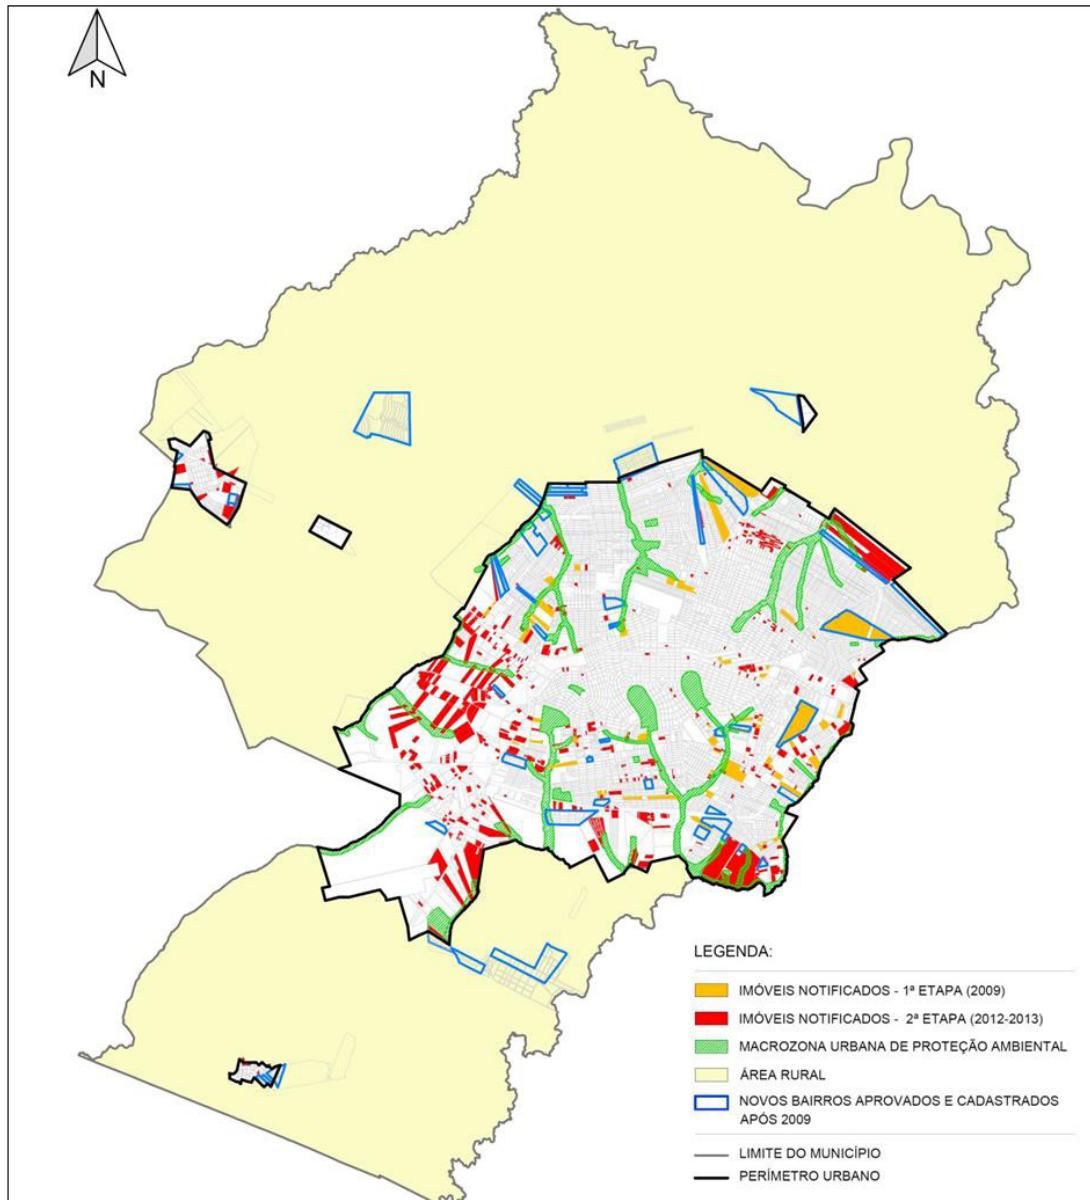 N
LEGENDA:
IMÓVEIS NOTIFICADOS - 1ª ETAPA (2009)
IMÓVEIS NOTIFICADOS - 2ª ETAPA (2012-2013)
MACROZONA URBANA DE PROTEÇÃO AMBIENTAL
ÁREA RURAL
NOVOS BAIRROS APROVADOS E CADASTRADOS
APÓS 2009
LIMITE DO MUNICÍPIO
PERÍMETRO URBANO